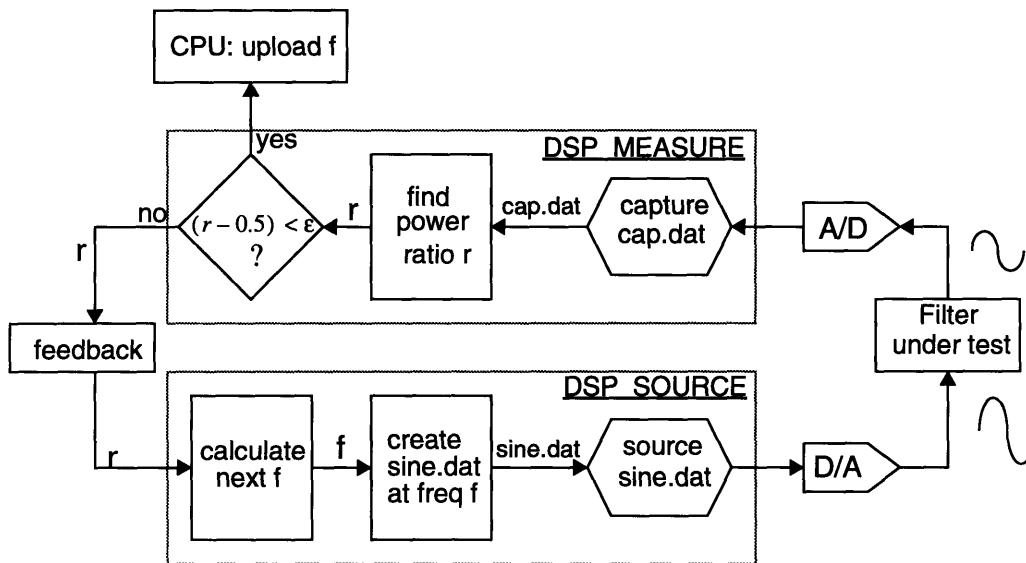 CPU: upload f
yes
DSP MEASURE
no
(r – 0.5) < ε
?
r
find
power
ratio r
cap.dat
capture
cap.dat
A/D
r
feedback
Filter
under test
DSP SOURCE
r
calculate
next f
f
create
sine.dat
at freq f
sine.dat
source
sine.dat
D/A